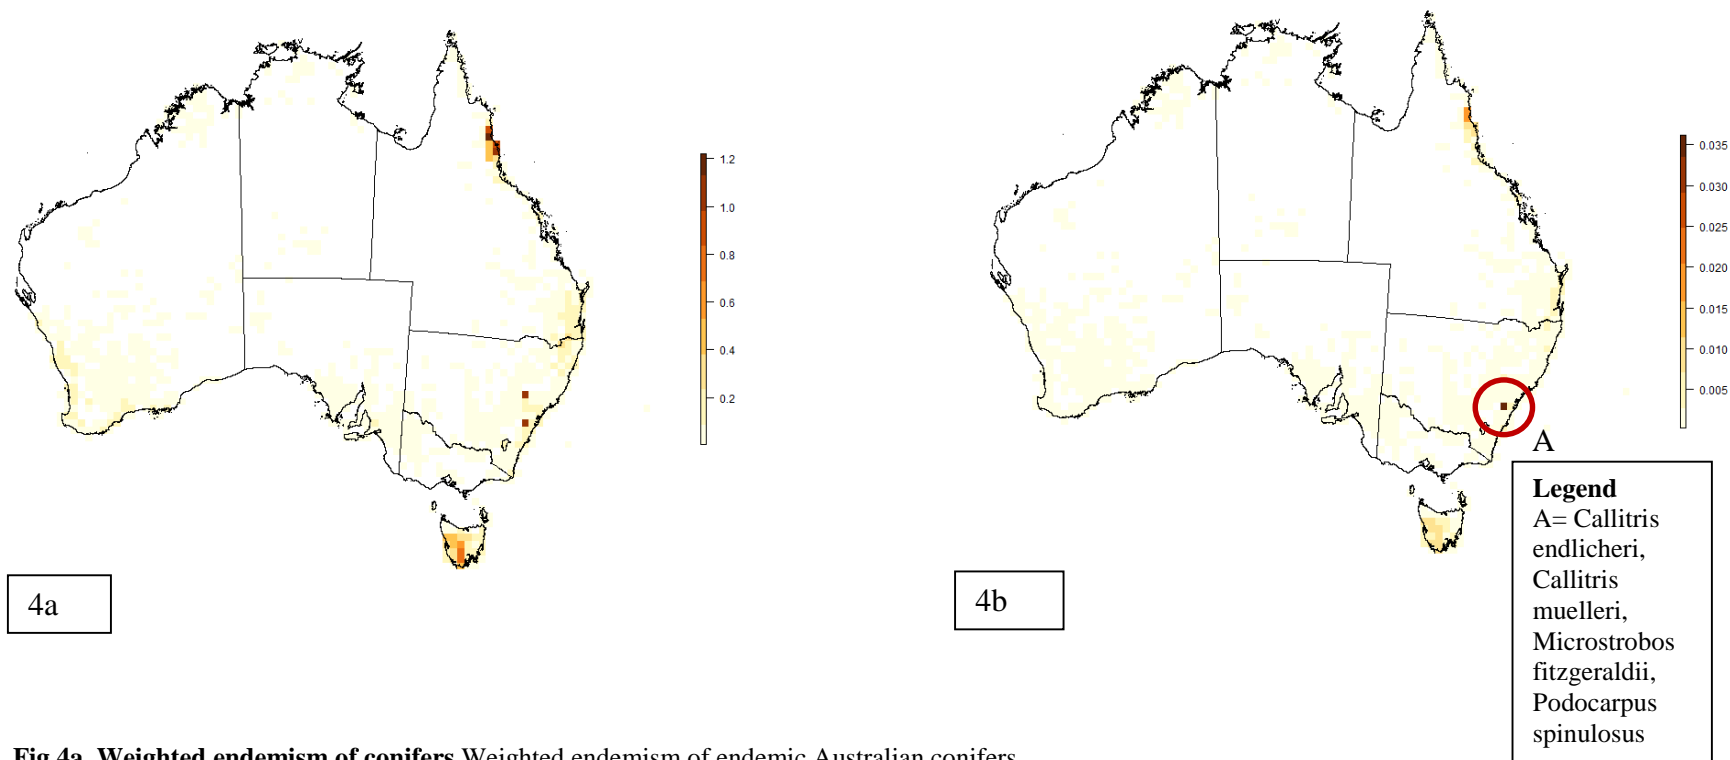 1.2
1.0
0.8
0.6
0.4
0.2
4a
0.035
0.030
0.025
0.020
0.015
0.010
0.005
A
4b
Legend
A= Callitris
endlicheri,
Callitris
muelleri,
Microstrobos
fitzgeraldii,
Podocarpus
spinulosus
Fig 4a. Weighted endemism of conifers Weighted endemism of endemic Australian conifers